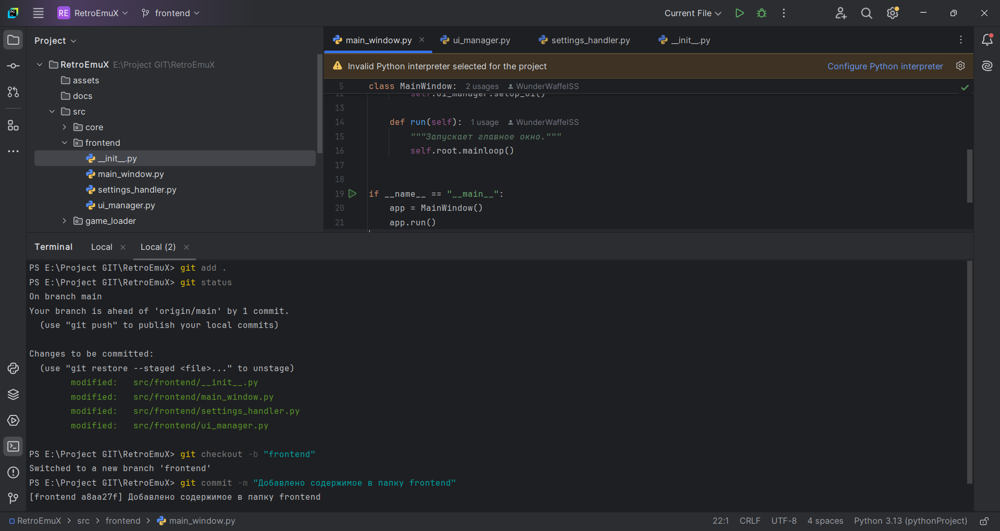 RE RetroEmuX frontend Current File
Project
main_window.py ui_manager.py settings_handler.py __init__.py
Invalid Python interpreter selected for the project Configure Python interpreter
RetroEmuX E:\Project GIT\RetroEmuX
assets
docs
src
core
frontend
__init__.py
main_window.py
settings_handler.py
ui_manager.py
game_loader
5 class MainWindow: 2 usages WunderWaffelSS
12 self.ui_manager.setup_ui()
13
14 def run(self): 1 usage WunderWaffelSS
15 """Запускает главное окно."""
16 self.root.mainloop()
17
18
19 if __name__ == "__main__":
20 app = MainWindow()
21 app.run()
Terminal Local Local (2)
PS E:\Project GIT\RetroEmuX> git add .
PS E:\Project GIT\RetroEmuX> git status
On branch main
Your branch is ahead of 'origin/main' by 1 commit.
(use "git push" to publish your local commits)
Changes to be committed:
(use "git restore --staged <file>..." to unstage)
modified: src/frontend/__init__.py
modified: src/frontend/main_window.py
modified: src/frontend/settings_handler.py
modified: src/frontend/ui_manager.py
PS E:\Project GIT\RetroEmuX> git checkout -b "frontend"
Switched to a new branch 'frontend'
PS E:\Project GIT\RetroEmuX> git commit -m "Добавлено содержимое в папку frontend"
[frontend a8aa27f] Добавлено содержимое в папку frontend
RetroEmuX > src > frontend > main_window.py 22:1 CRLF UTF-8 4 spaces Python 3.13 (pythonProject)